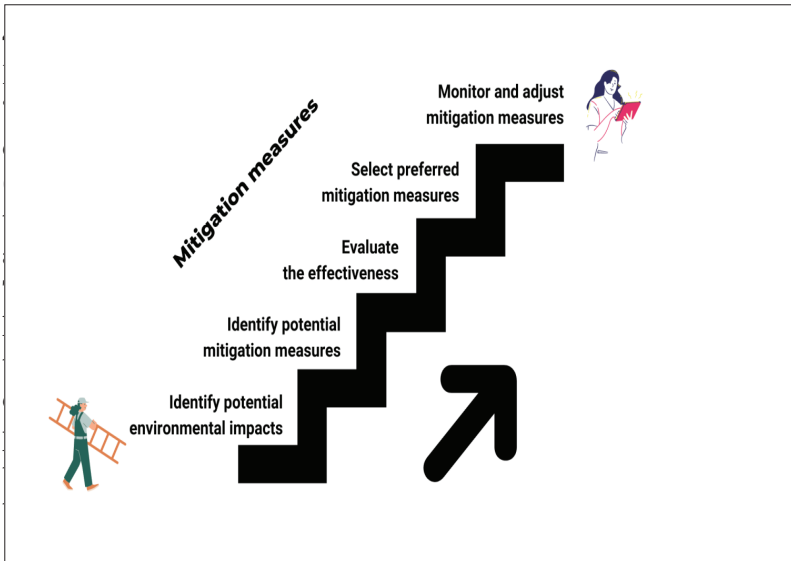 Mitigation measures
Monitor and adjust
mitigation measures
Select preferred
mitigation measures
Evaluate
the effectiveness
Identify potential
mitigation measures
Identify potential
environmental impacts